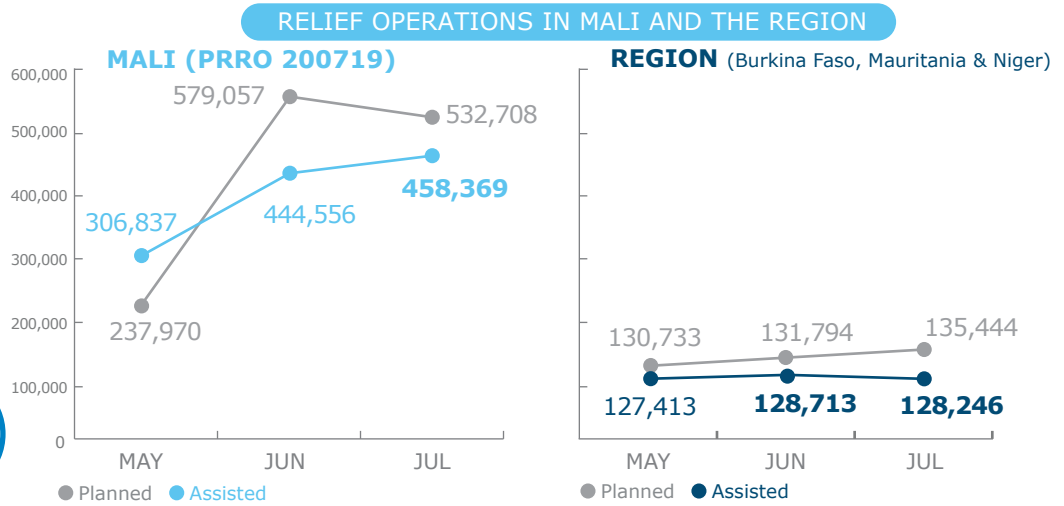 RELIEF OPERATIONS IN MALI AND THE REGION
MALI (PRRO 200719)
600,000
500,000
400,000
300,000
200,000
100,000
0
579,057
532,708
458,369
306,837
444,556
237,970
MAY JUN JUL
Planned Assisted
REGION (Burkina Faso, Mauritania & Niger)
130,733
131,794
135,444
127,413
128,713
128,246
MAY JUN JUL
Planned Assisted